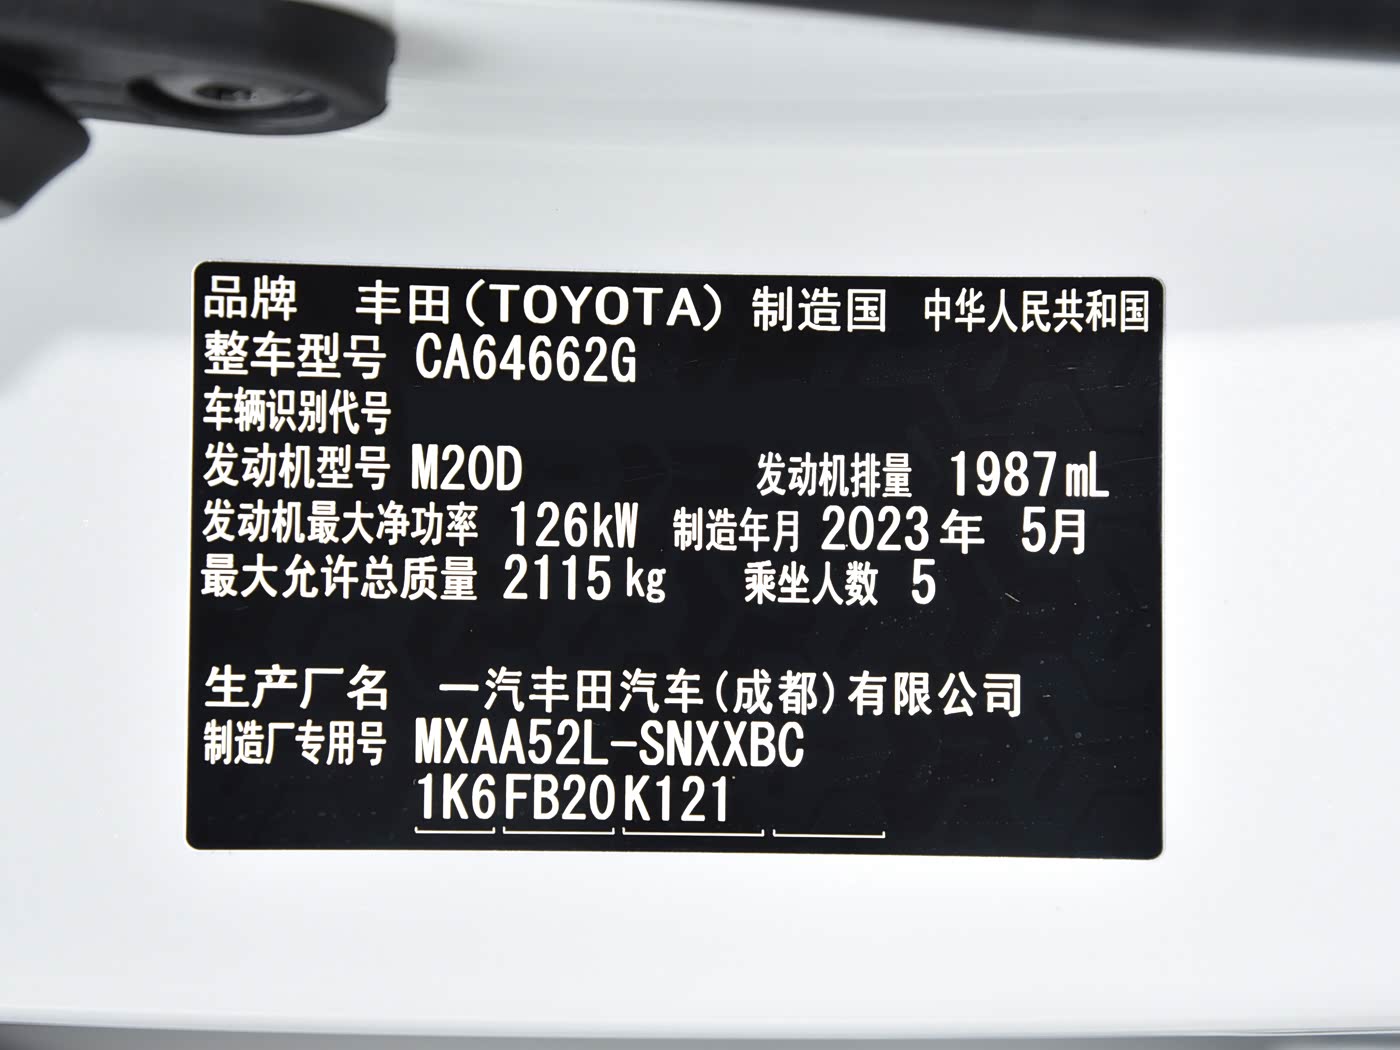 品牌 丰田(TOYOTA) 制造国 中华人民共和国
整车型号 CA64662G
车辆识别代号
发动机型号 M20D 发动机排量 1987mL
发动机最大净功率 126kW 制造年月 2023年 5月
最大允许总质量 2115kg 乘坐人数 5
生产厂名 一汽丰田汽车(成都)有限公司
制造厂专用号 MXAA52L-SNXXBC
1K6 FB20 K121